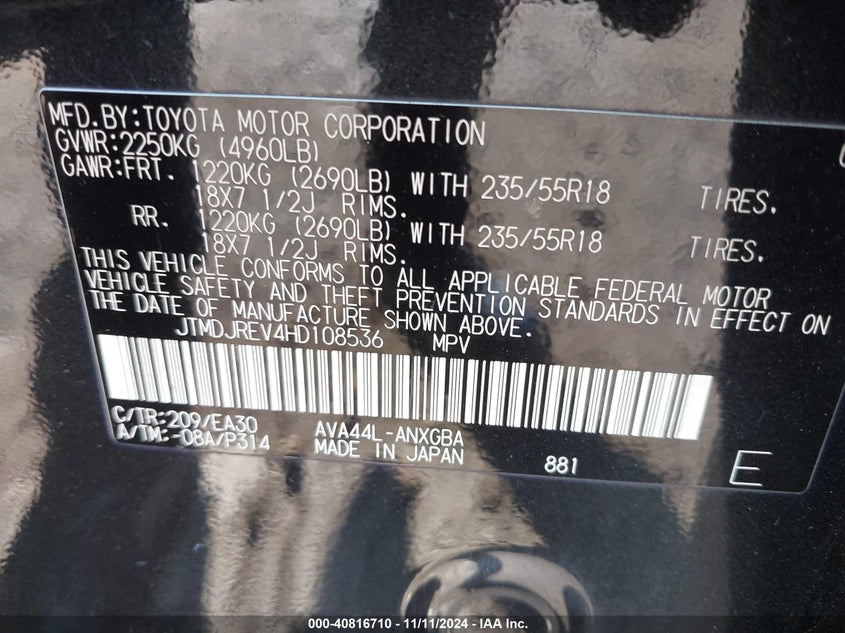 MFD.BY:TOYOTA MOTOR CORPORATION
GVWR:2250KG (4960LB)
GAWR:FRT. 1220KG (2690LB) WITH 235/55R18 TIRES.
18X7 1/2J RIMS.
RR. 1220KG (2690LB) WITH 235/55R18 TIRES.
18X7 1/2J RIMS.
THIS VEHICLE CONFORMS TO ALL APPLICABLE FEDERAL MOTOR
VEHICLE SAFETY AND THEFT PREVENTION STANDARDS IN EFFECT ON
THE DATE OF MANUFACTURE SHOWN ABOVE.
JTMDJREV4HD108536 MPV
C/TR:209/EA30 AVA44L-ANXGBA
A/TM:-08A/P314 MADE IN JAPAN 881 E
000-40816710 - 11/11/2024 - IAA Inc.